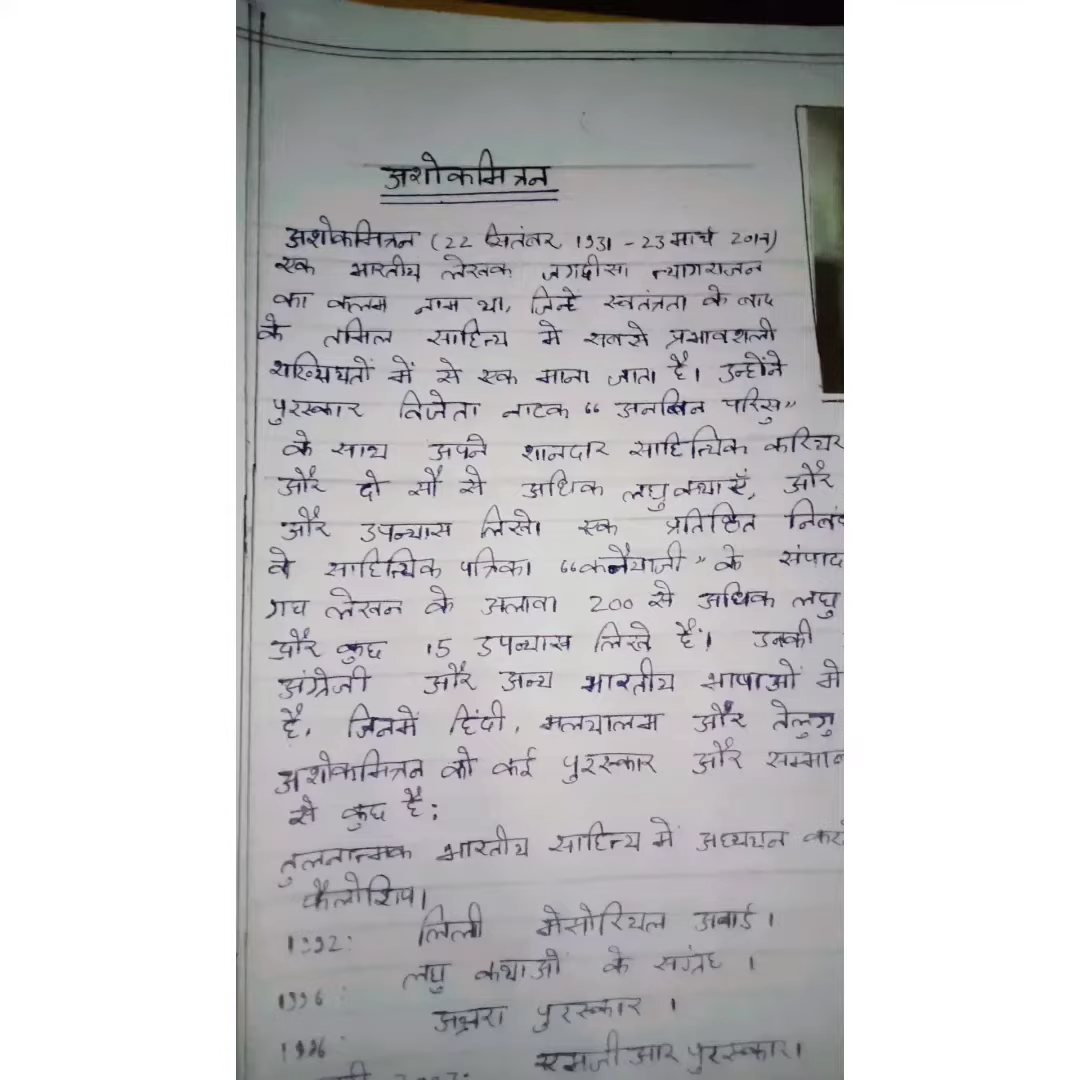 अशोकमित्रन
अशोकमित्रन (22 सितंबर, 1931 - 23 मार्च 2017)
एक भारतीय लेखक जगदीसा त्यागराजन
का कलम नाम था, जिन्हे स्वतंत्रता के बाद
के तमिल साहित्य मे सबसे प्रभावशली
शख्सियतों में से एक माना जाता है। उन्होंने
पुरस्कार विजेता नाटक “अनबिन परिसु”
के साथ अपने शानदार साहित्यिक करियर
और दो सौ से अधिक लघु कथाएँ, और
और उपन्यास लिखे। एक प्रतिष्ठित निबं
वे साहित्यिक पत्रिका “कनैयाजी” के संपाद
गद्य लेखन के अलावा 200 से अधिक लघु
और कुछ 15 उपन्यास लिखे हैं। उनकी
अंग्रेजी और अन्य भारतीय भाषाओं मे
है, जिनमें हिंदी, मलयालम और तेलुगु
अशोकमित्रन को कई पुरस्कार और सम्मान
से कुछ है:
तुलनात्मक भारतीय साहित्य में अध्ययन कर
फैलोशिप।
1992: लिली मेमोरियल अवार्ड।
1996: लघु कथाओं के संग्रह।
1996 अक्षरा पुरस्कार।
एमजीआर पुरस्कार।